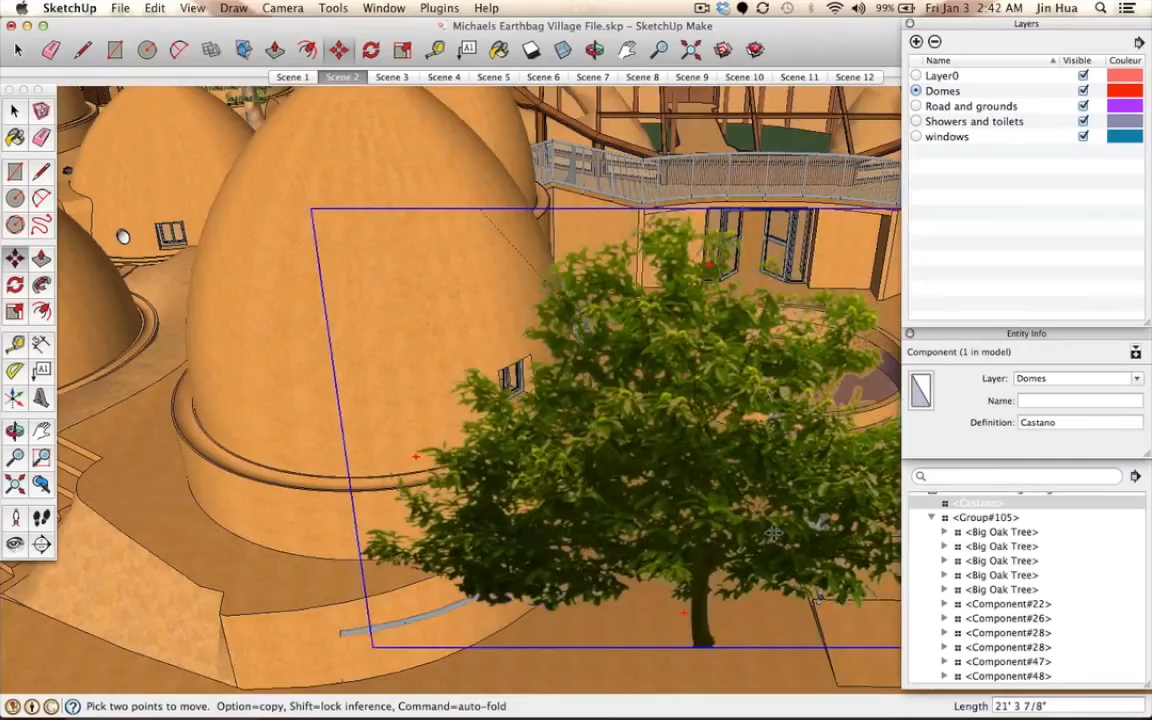 SketchUp File Edit View Draw Camera Tools Window Plugins Help 99% Fri Jan 3 2:42 AM Jin Hua
Michaels Earthbag Village File.skp - SketchUp Make
Layers
Scene 1 Scene 2 Scene 3 Scene 4 Scene 5 Scene 6 Scene 7 Scene 8 Scene 9 Scene 10 Scene 11 Scene 12
Name Visible Couleur
Layer0
Domes
Road and grounds
Showers and toilets
windows
Entity Info
Component (1 in model)
Layer: Domes
Name:
Definition: Castano
<Castano>
<Group#105>
<Big Oak Tree>
<Big Oak Tree>
<Big Oak Tree>
<Big Oak Tree>
<Big Oak Tree>
<Component#22>
<Component#26>
<Component#28>
<Component#28>
<Component#47>
<Component#48>
Pick two points to move. Option=copy, Shift=lock inference, Command=auto-fold
Length 21' 3 7/8"